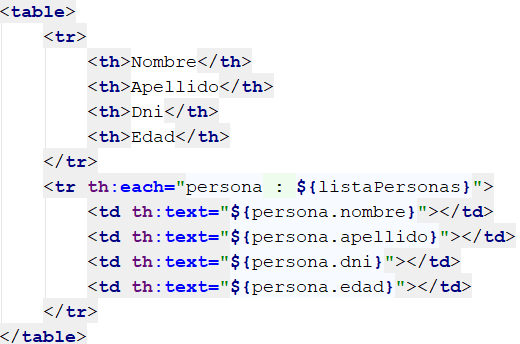 <table>
<tr>
<th>Nombre</th>
<th>Apellido</th>
<th>Dni</th>
<th>Edad</th>
</tr>
<tr th:each="persona : ${listaPersonas}">
<td th:text="${persona.nombre}"></td>
<td th:text="${persona.apellido}"></td>
<td th:text="${persona.dni}"></td>
<td th:text="${persona.edad}"></td>
</tr>
</table>